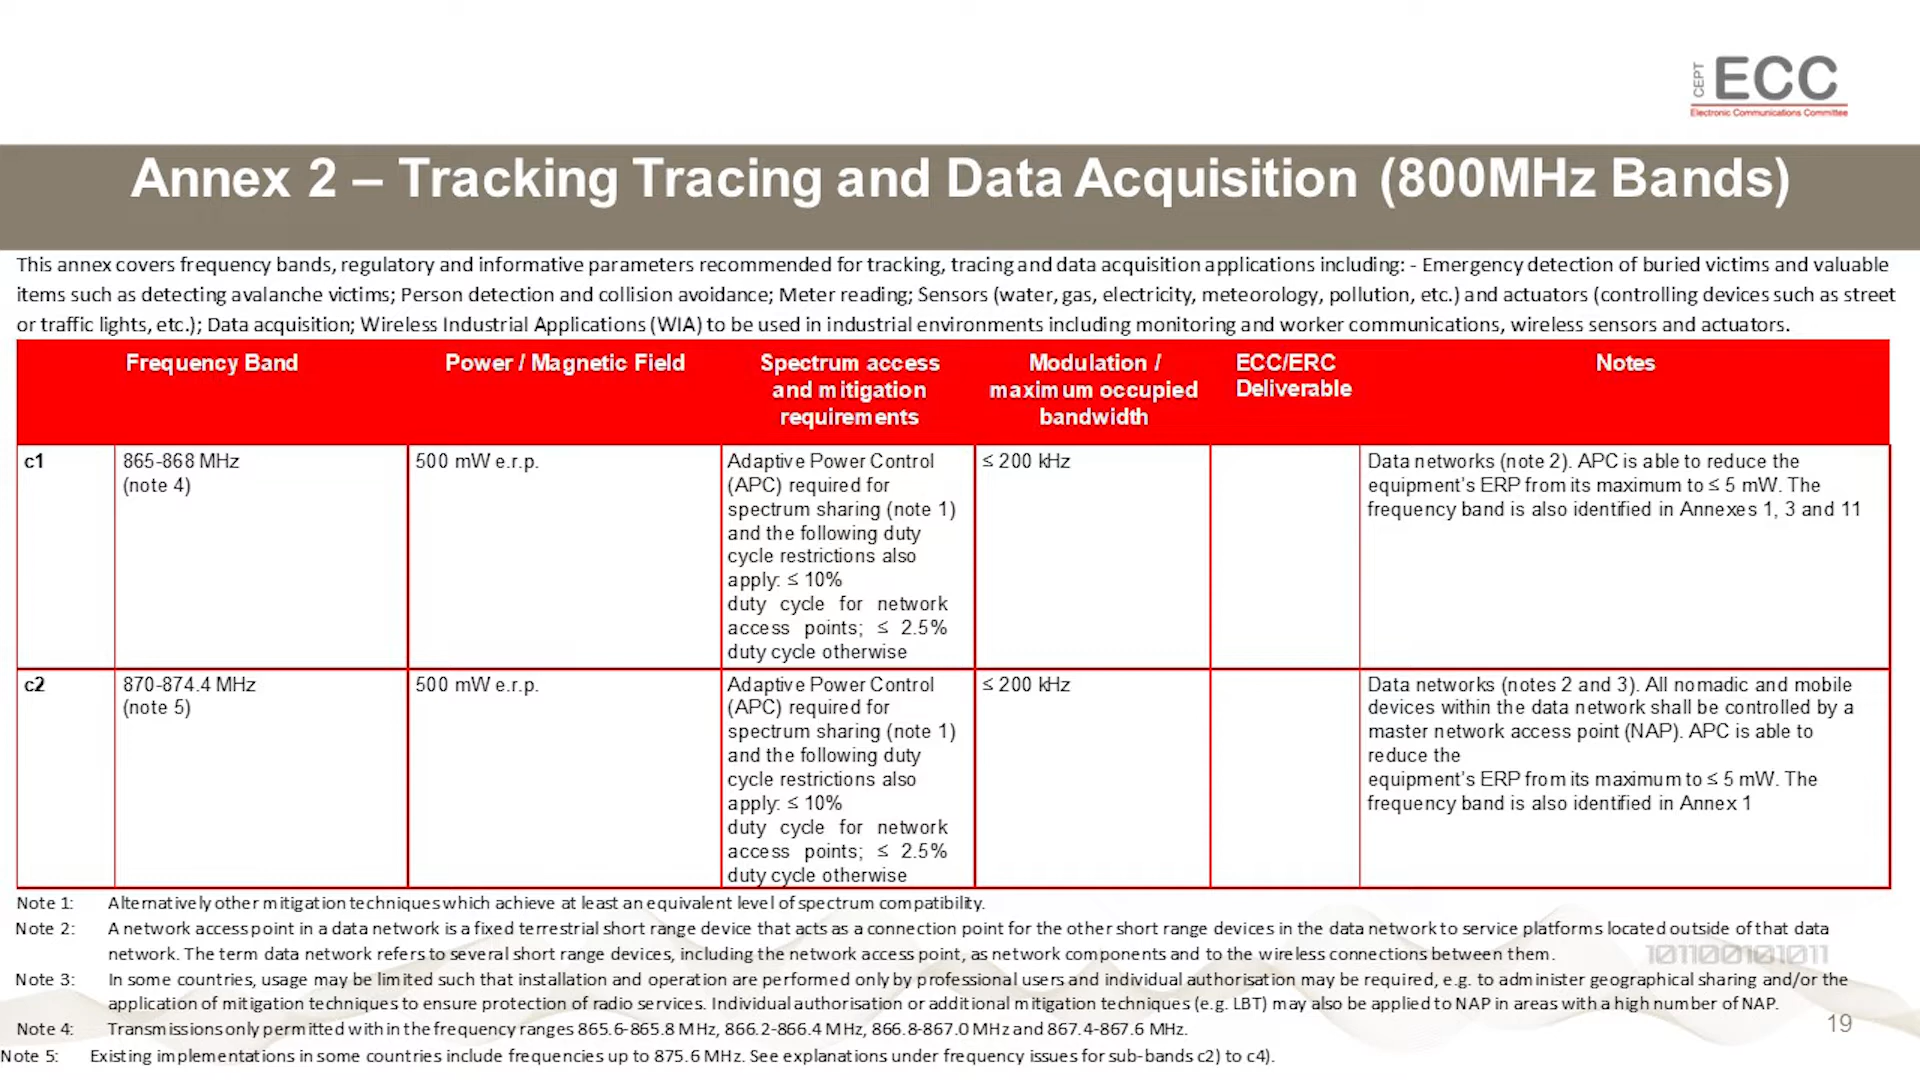 CEPT ECC
Electronic Communications Committee
Annex 2 – Tracking Tracing and Data Acquisition (800MHz Bands)
This annex covers frequency bands, regulatory and informative parameters recommended for tracking, tracing and data acquisition applications including: - Emergency detection of buried victims and valuable
items such as detecting avalanche victims; Person detection and collision avoidance; Meter reading; Sensors (water, gas, electricity, meteorology, pollution, etc.) and actuators (controlling devices such as street
or traffic lights, etc.); Data acquisition; Wireless Industrial Applications (WIA) to be used in industrial environments including monitoring and worker communications, wireless sensors and actuators.
Frequency Band
Power / Magnetic Field
Spectrum access
and mitigation
requirements
Modulation /
maximum occupied
bandwidth
ECC/ERC
Deliverable
Notes
c1
865-868 MHz
(note 4)
500 mW e.r.p.
Adaptive Power Control
(APC) required for
spectrum sharing (note 1)
and the following duty
cycle restrictions also
apply: ≤ 10%
duty cycle for network
access points; ≤ 2.5%
duty cycle otherwise
≤ 200 kHz
Data networks (note 2). APC is able to reduce the
equipment's ERP from its maximum to ≤ 5 mW. The
frequency band is also identified in Annexes 1, 3 and 11
c2
870-874.4 MHz
(note 5)
500 mW e.r.p.
Adaptive Power Control
(APC) required for
spectrum sharing (note 1)
and the following duty
cycle restrictions also
apply: ≤ 10%
duty cycle for network
access points; ≤ 2.5%
duty cycle otherwise
≤ 200 kHz
Data networks (notes 2 and 3). All nomadic and mobile
devices within the data network shall be controlled by a
master network access point (NAP). APC is able to
reduce the
equipment's ERP from its maximum to ≤ 5 mW. The
frequency band is also identified in Annex 1
Note 1: Alternatively other mitigation techniques which achieve at least an equivalent level of spectrum compatibility.
Note 2: A network access point in a data network is a fixed terrestrial short range device that acts as a connection point for the other short range devices in the data network to service platforms located outside of that data
network. The term data network refers to several short range devices, including the network access point, as network components and to the wireless connections between them.
101100101011
Note 3: In some countries, usage may be limited such that installation and operation are performed only by professional users and individual authorisation may be required, e.g. to administer geographical sharing and/or the
application of mitigation techniques to ensure protection of radio services. Individual authorisation or additional mitigation techniques (e.g. LBT) may also be applied to NAP in areas with a high number of NAP.
Note 4: Transmissions only permitted within the frequency ranges 865.6-865.8 MHz, 866.2-866.4 MHz, 866.8-867.0 MHz and 867.4-867.6 MHz.
19
Note 5: Existing implementations in some countries include frequencies up to 875.6 MHz. See explanations under frequency issues for sub-bands c2) to c4).